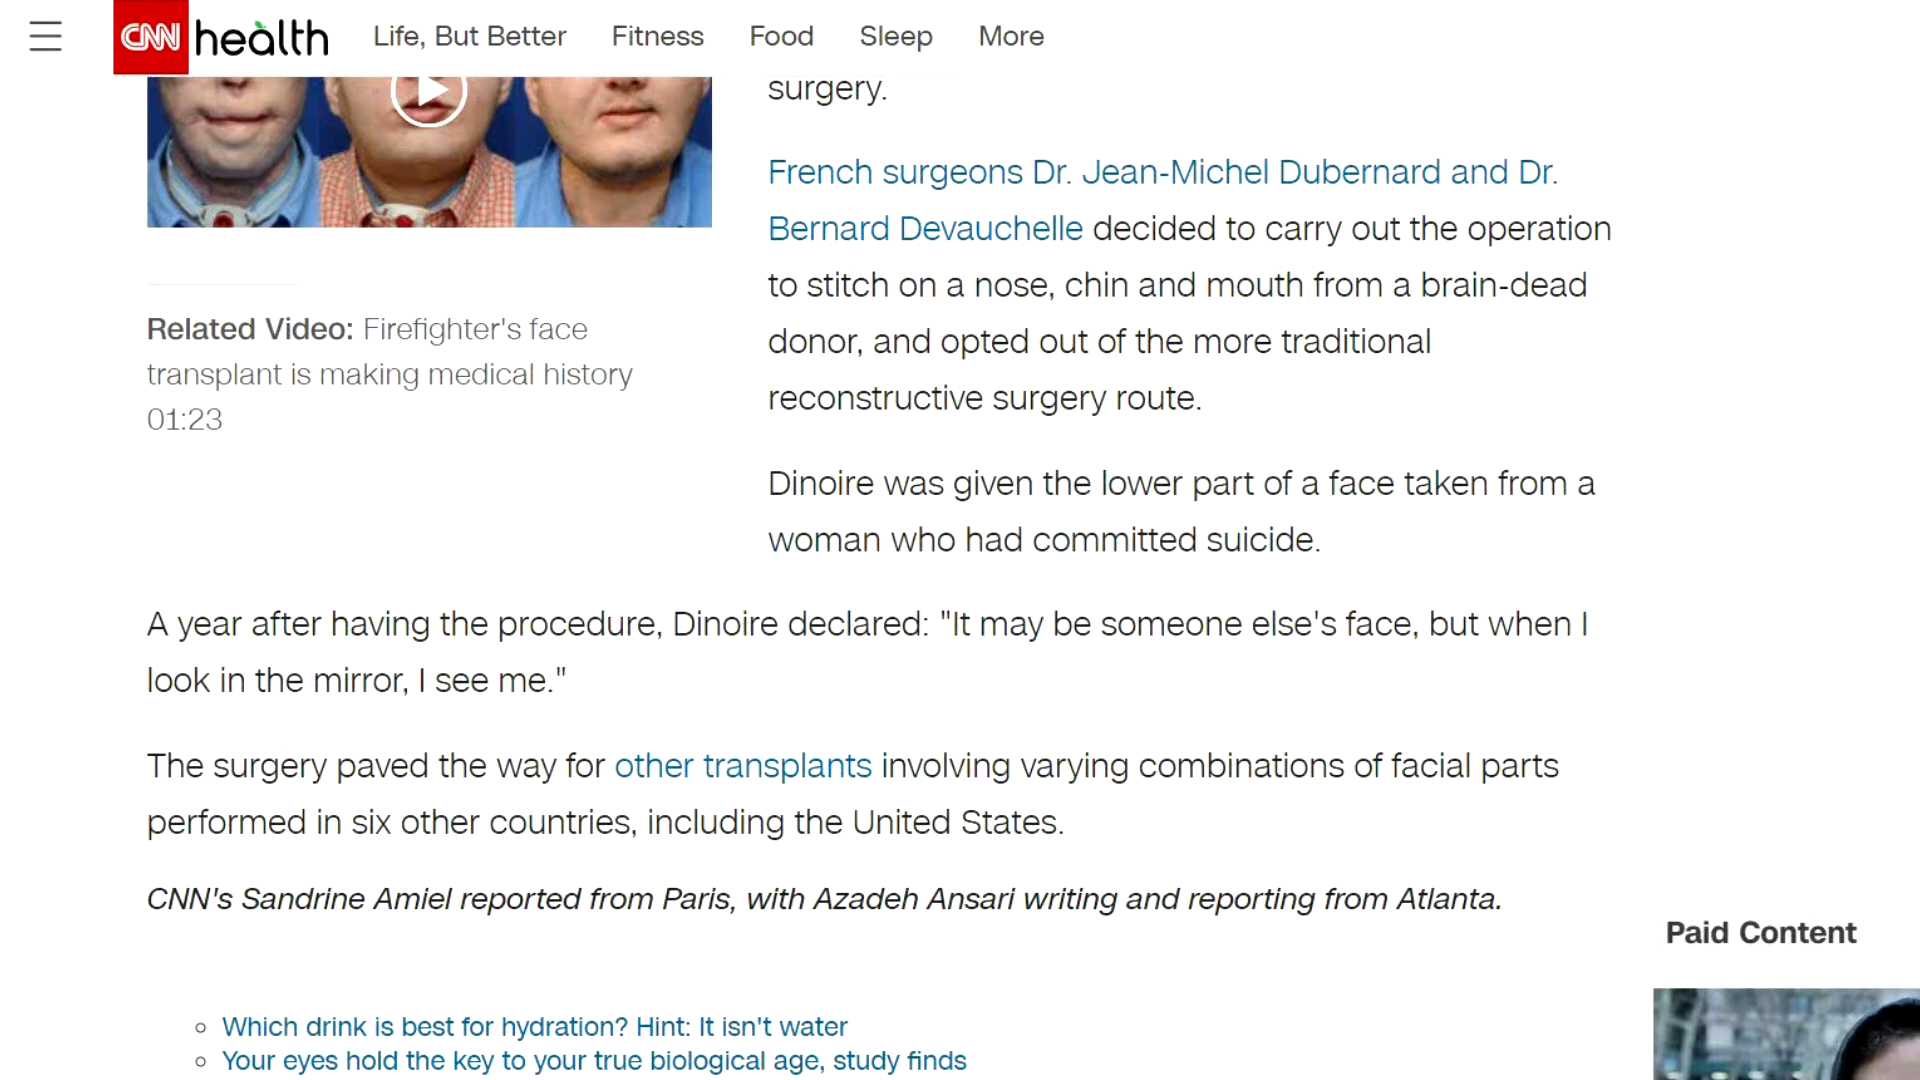 CNN health Life, But Better Fitness Food Sleep More
surgery.
French surgeons Dr. Jean-Michel Dubernard and Dr.
Bernard Devauchelle decided to carry out the operation
to stitch on a nose, chin and mouth from a brain-dead
donor, and opted out of the more traditional
reconstructive surgery route.
Related Video: Firefighter's face
transplant is making medical history
01:23
Dinoire was given the lower part of a face taken from a
woman who had committed suicide.
A year after having the procedure, Dinoire declared: "It may be someone else's face, but when I
look in the mirror, I see me."
The surgery paved the way for other transplants involving varying combinations of facial parts
performed in six other countries, including the United States.
CNN's Sandrine Amiel reported from Paris, with Azadeh Ansari writing and reporting from Atlanta.
Paid Content
Which drink is best for hydration? Hint: It isn't water
Your eyes hold the key to your true biological age, study finds